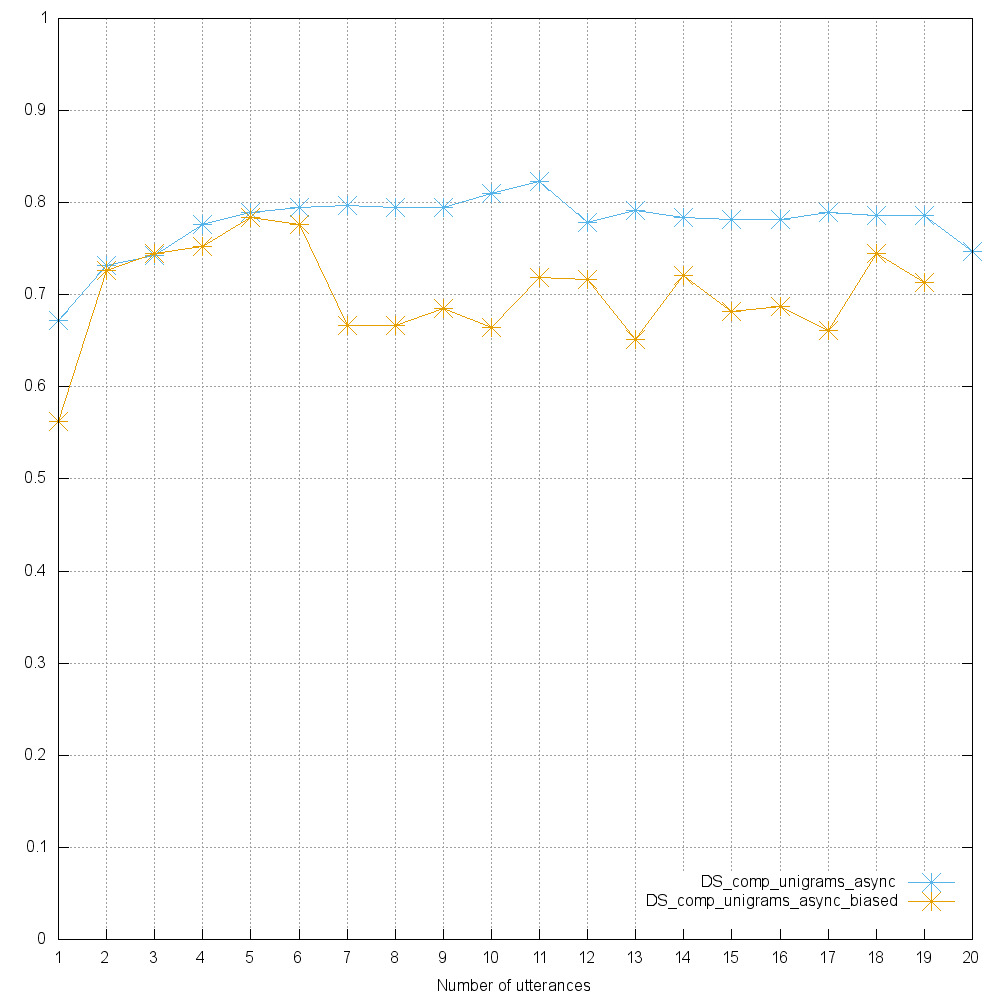 1
0.9
0.8
0.7
0.6
0.5
0.4
0.3
0.2
0.1
0
DS_comp_unigrams_async
DS_comp_unigrams_async_biased
1 2 3 4 5 6 7 8 9 10 11 12 13 14 15 16 17 18 19 20
Number of utterances